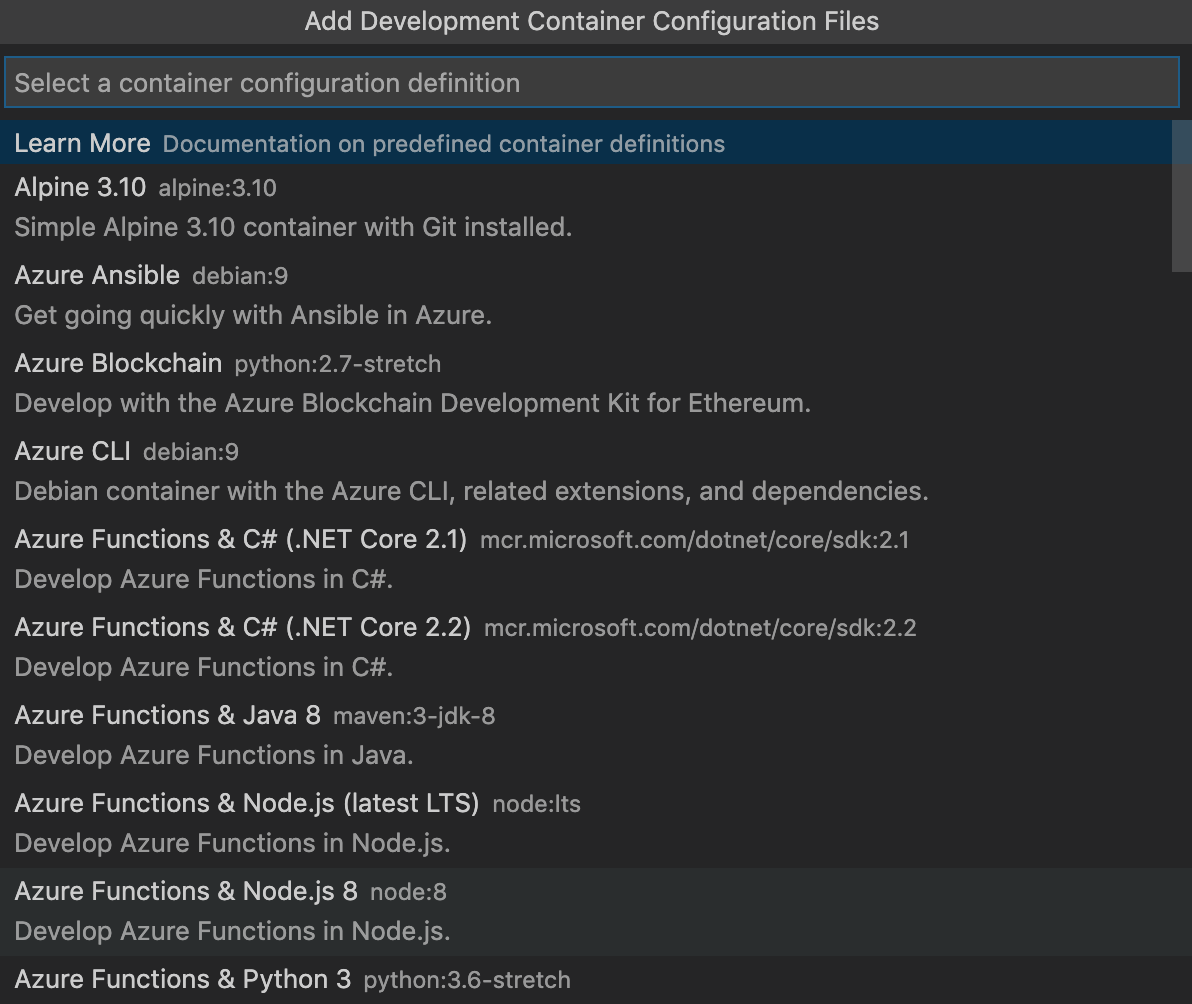 Add Development Container Configuration Files
Select a container configuration definition
Learn More Documentation on predefined container definitions
Alpine 3.10 alpine:3.10
Simple Alpine 3.10 container with Git installed.
Azure Ansible debian:9
Get going quickly with Ansible in Azure.
Azure Blockchain python:2.7-stretch
Develop with the Azure Blockchain Development Kit for Ethereum.
Azure CLI debian:9
Debian container with the Azure CLI, related extensions, and dependencies.
Azure Functions & C# (.NET Core 2.1) mcr.microsoft.com/dotnet/core/sdk:2.1
Develop Azure Functions in C#.
Azure Functions & C# (.NET Core 2.2) mcr.microsoft.com/dotnet/core/sdk:2.2
Develop Azure Functions in C#.
Azure Functions & Java 8 maven:3-jdk-8
Develop Azure Functions in Java.
Azure Functions & Node.js (latest LTS) node:lts
Develop Azure Functions in Node.js.
Azure Functions & Node.js 8 node:8
Develop Azure Functions in Node.js.
Azure Functions & Python 3 python:3.6-stretch